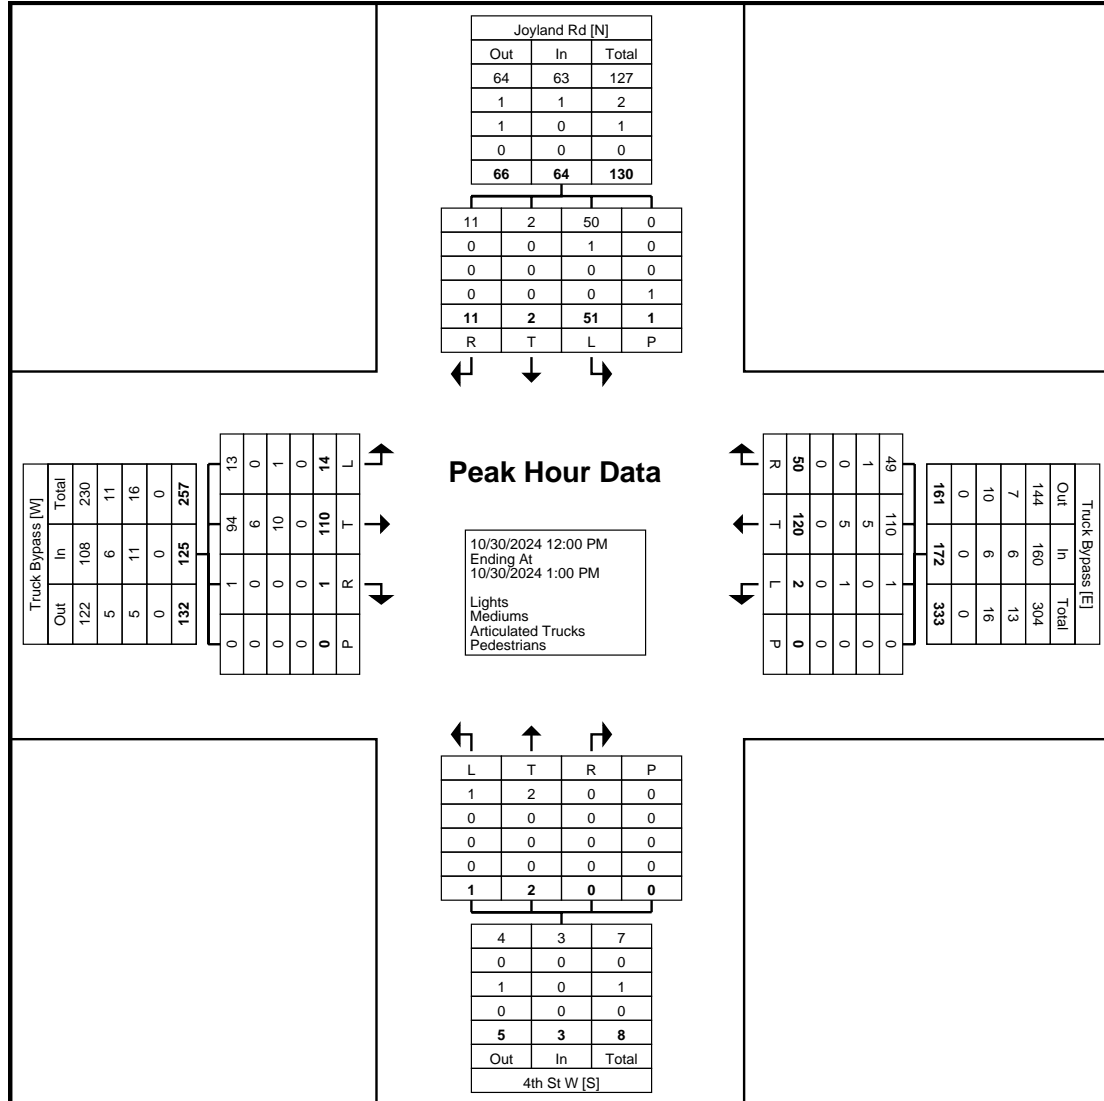 Joyland Rd [N]
Out In Total
64 63 127
1 1 2
1 0 1
0 0 0
66 64 130
11 2 50 0
0 0 1 0
0 0 0 0
0 0 0 1
11 2 51 1
R T L P
Truck Bypass [W]
Total 230 11 16 0 257
In 108 6 11 0 125
Out 122 5 5 0 132
13 0 1 0 14 L
94 6 10 0 110 T
1 0 0 0 1 R
0 0 0 0 0 P
Peak Hour Data
10/30/2024 12:00 PM
Ending At
10/30/2024 1:00 PM
Lights
Mediums
Articulated Trucks
Pedestrians
R 50 0 0 1 49
T 120 0 5 5 110
L 2 0 1 0 1
P 0 0 0 0 0
161 0 10 7 144 Out
172 0 6 6 160 In
333 0 16 13 304 Total
Truck Bypass [E]
L T R P
1 2 0 0
0 0 0 0
0 0 0 0
0 0 0 0
1 2 0 0
4 3 7
0 0 0
1 0 1
0 0 0
5 3 8
Out In Total
4th St W [S]